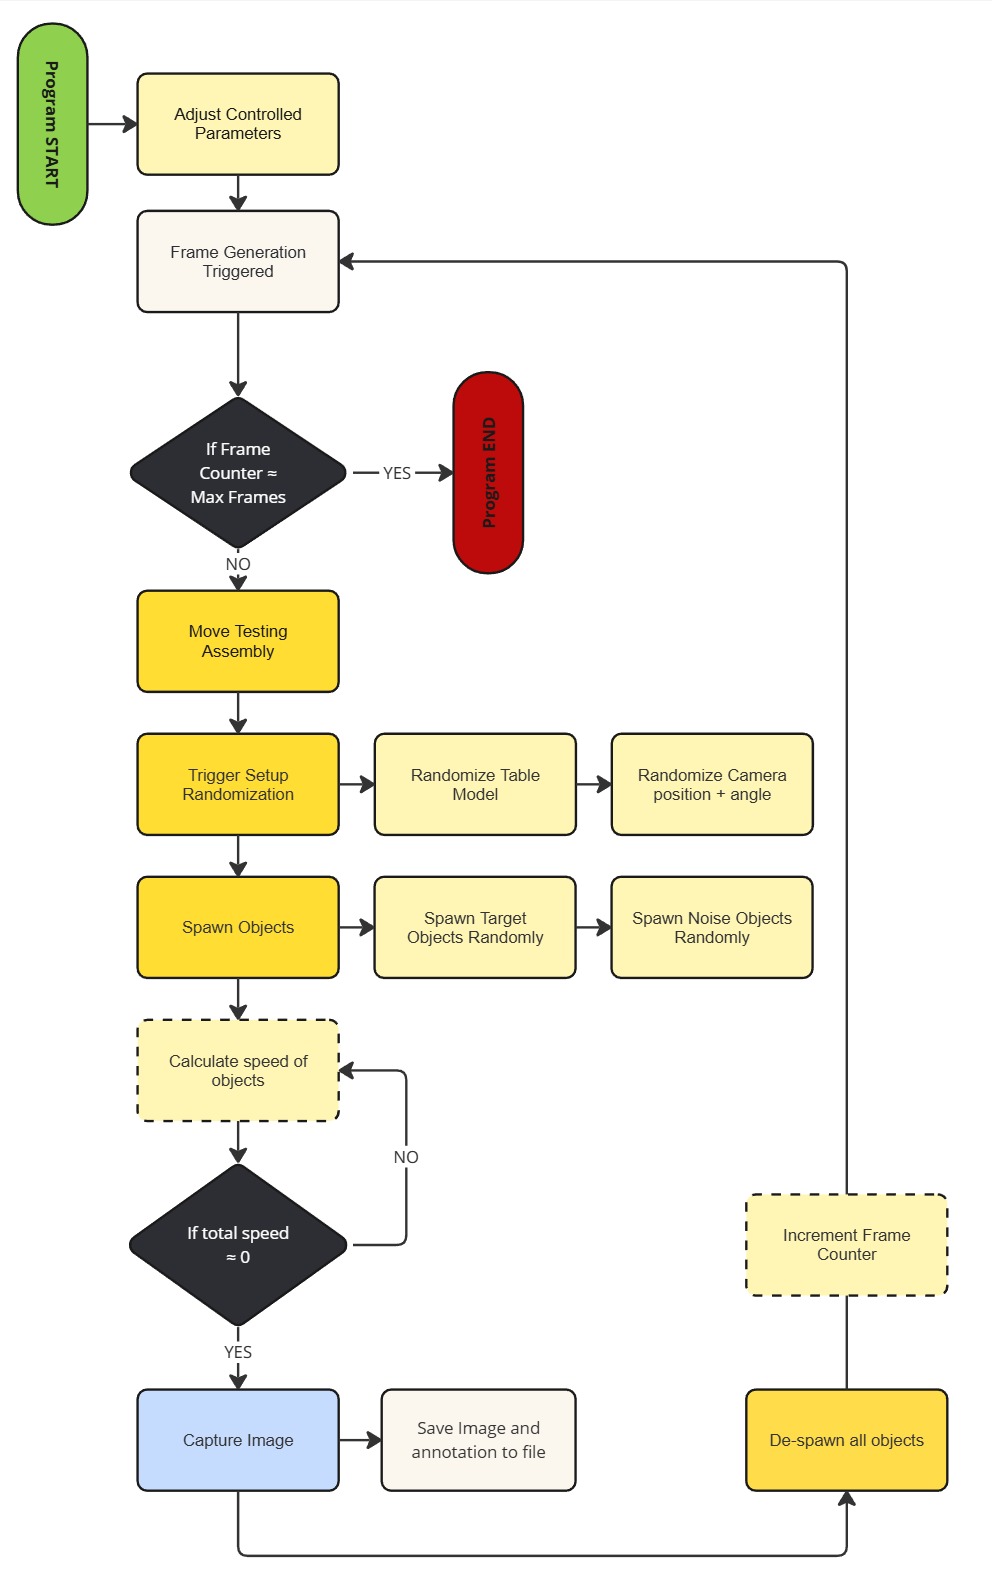 Program START
Adjust Controlled
Parameters
Frame Generation
Triggered
If Frame
Counter ≈
Max Frames
YES
Program END
NO
Move Testing
Assembly
Trigger Setup
Randomization
Randomize Table
Model
Randomize Camera
position + angle
Spawn Objects
Spawn Target
Objects Randomly
Spawn Noise Objects
Randomly
Calculate speed of
objects
NO
If total speed
≈ 0
YES
Capture Image
Save Image and
annotation to file
De-spawn all objects
Increment Frame
Counter